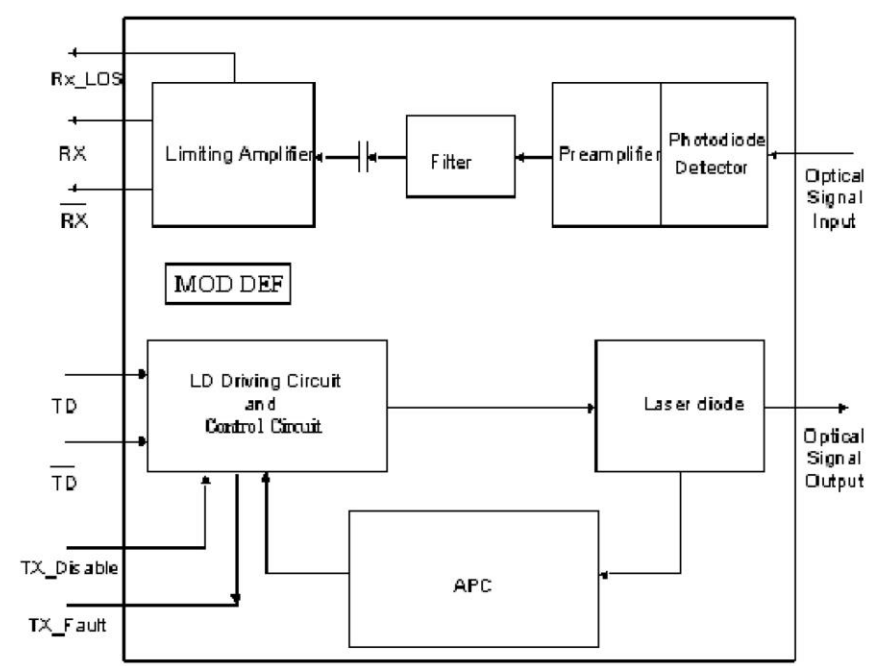 Rx_LOS
RX
RX
Limiting Amplifier
Filter
Preamplifier
Photodiode
Detector
Optical
Signal
Input
MOD DEF
TD
TD
LD Driving Circuit
and
Control Circuit
Laser diode
Optical
Signal
Output
TX_Disable
TX_Fault
APC